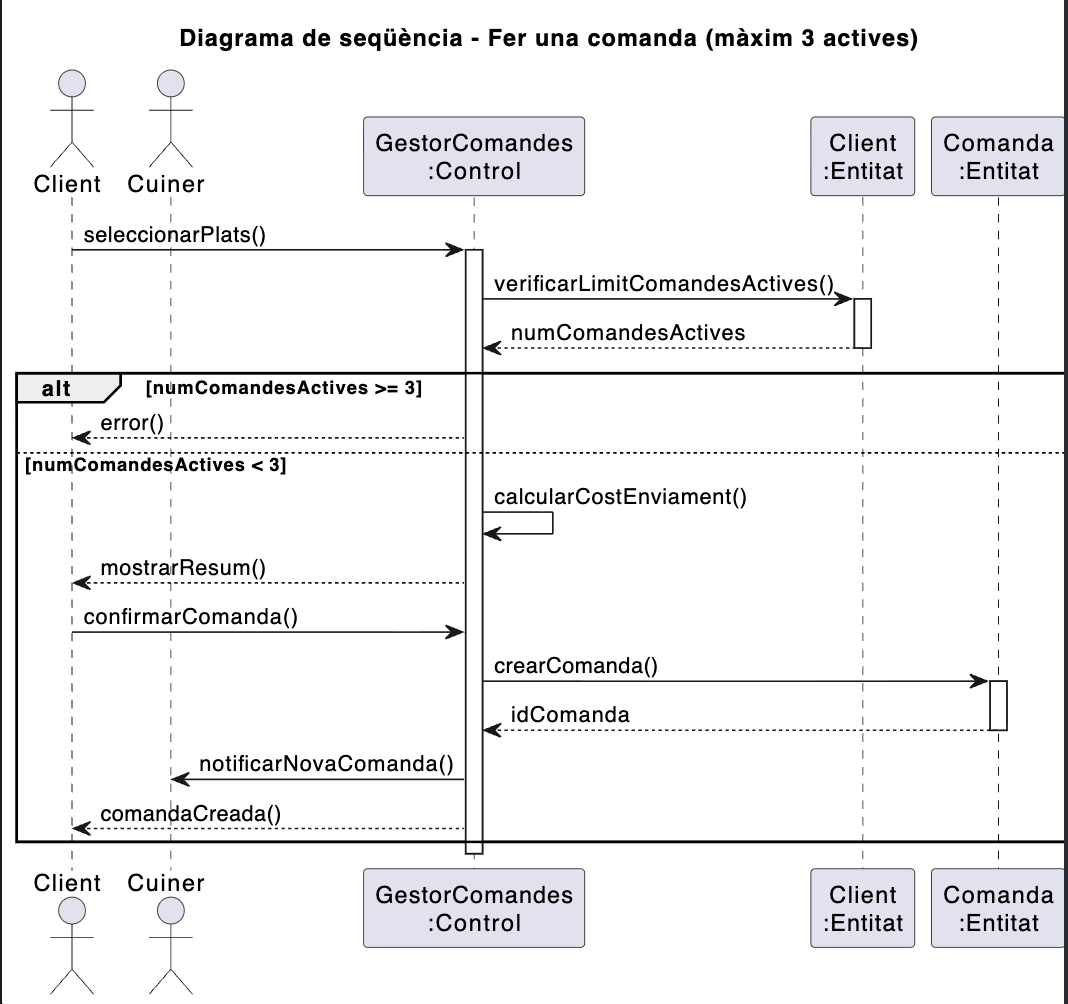 Diagrama de seqüència - Fer una comanda (màxim 3 actives)
Client
Cuiner
GestorComandes
:Control
Client
:Entitat
Comanda
:Entitat
seleccionarPlats()
verificarLimitComandesActives()
numComandesActives
alt
[numComandesActives >= 3]
error()
[numComandesActives < 3]
calcularCostEnviament()
mostrarResum()
confirmarComanda()
crearComanda()
idComanda
notificarNovaComanda()
comandaCreada()
Client
Cuiner
GestorComandes
:Control
Client
:Entitat
Comanda
:Entitat